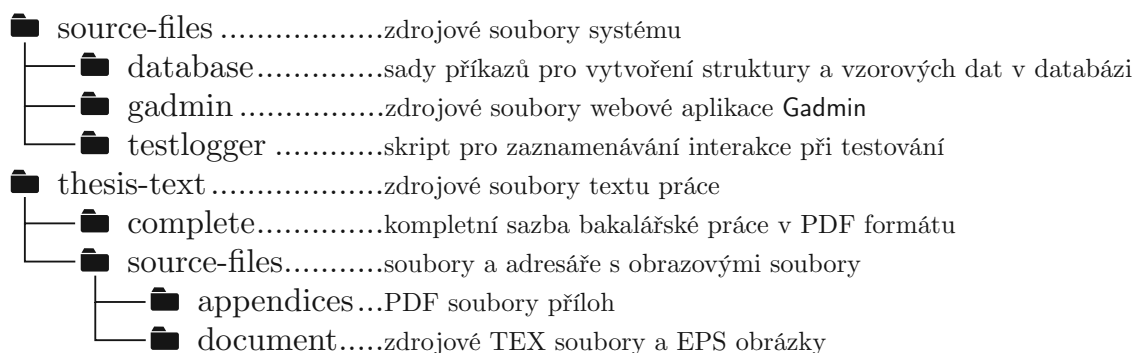 source-files ..................zdrojové soubory systému
database..............sady příkazů pro vytvoření struktury a vzorových dat v databázi
gadmin ................zdrojové soubory webové aplikace Gadmin
testlogger ............skript pro zaznamenávání interakce při testování
thesis-text...................zdrojové soubory textu práce
complete..............kompletní sazba bakalářské práce v PDF formátu
source-files...........soubory a adresáře s obrazovými soubory
appendices...PDF soubory příloh
document.....zdrojové TEX soubory a EPS obrázky